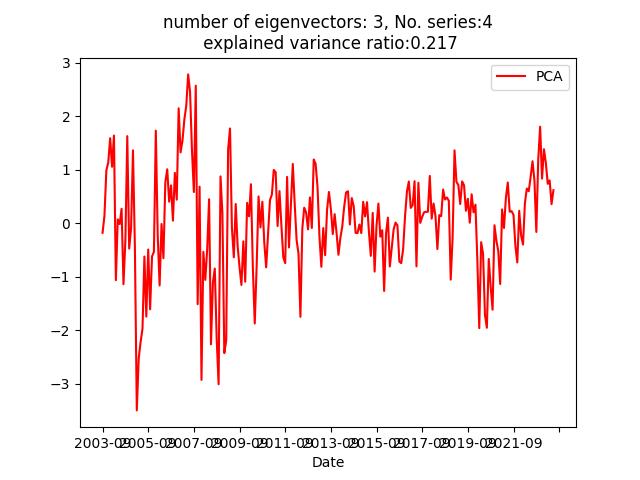 number of eigenvectors: 3, No. series:4
explained variance ratio:0.217
PCA
3
2
1
0
−1
−2
−3
2003-09 2005-09 2007-09 2009-09 2011-09 2013-09 2015-09 2017-09 2019-09 2021-09
Date